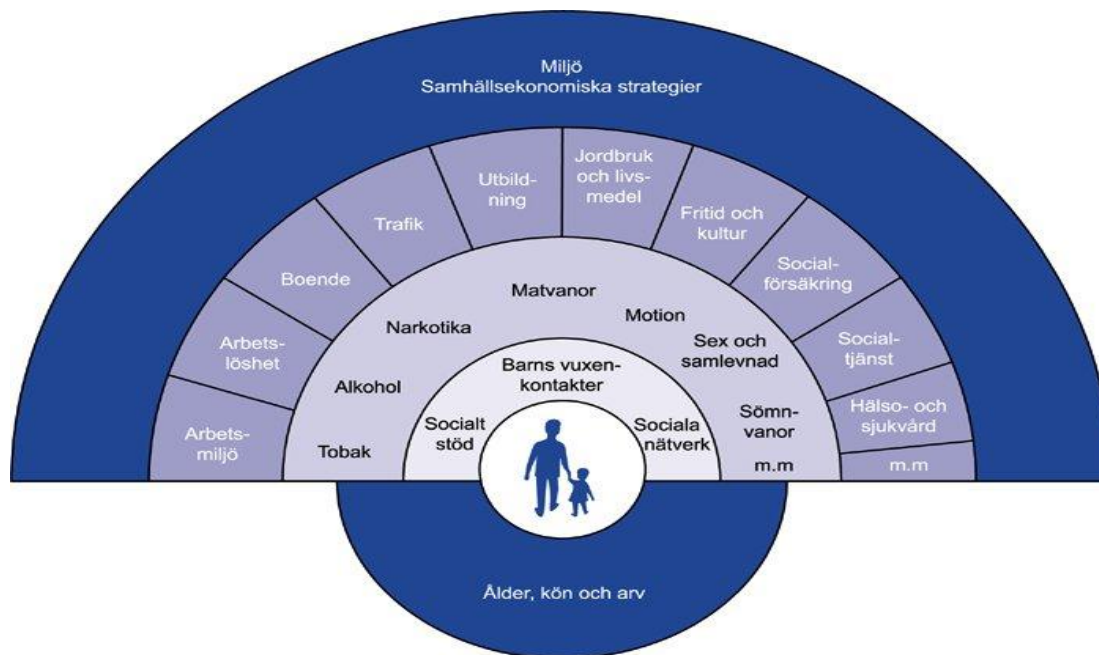 Miljö
Samhällsekonomiska strategier
Arbets-
miljö
Arbets-
löshet
Boende
Trafik
Utbild-
ning
Jordbruk
och livs-
medel
Fritid och
kultur
Social-
försäkring
Social-
tjänst
Hälso- och
sjukvård
m.m
Tobak
Alkohol
Narkotika
Matvanor
Motion
Sex och
samlevnad
Sömn-
vanor
m.m
Socialt
stöd
Barns vuxen-
kontakter
Sociala
nätverk
Ålder, kön och arv